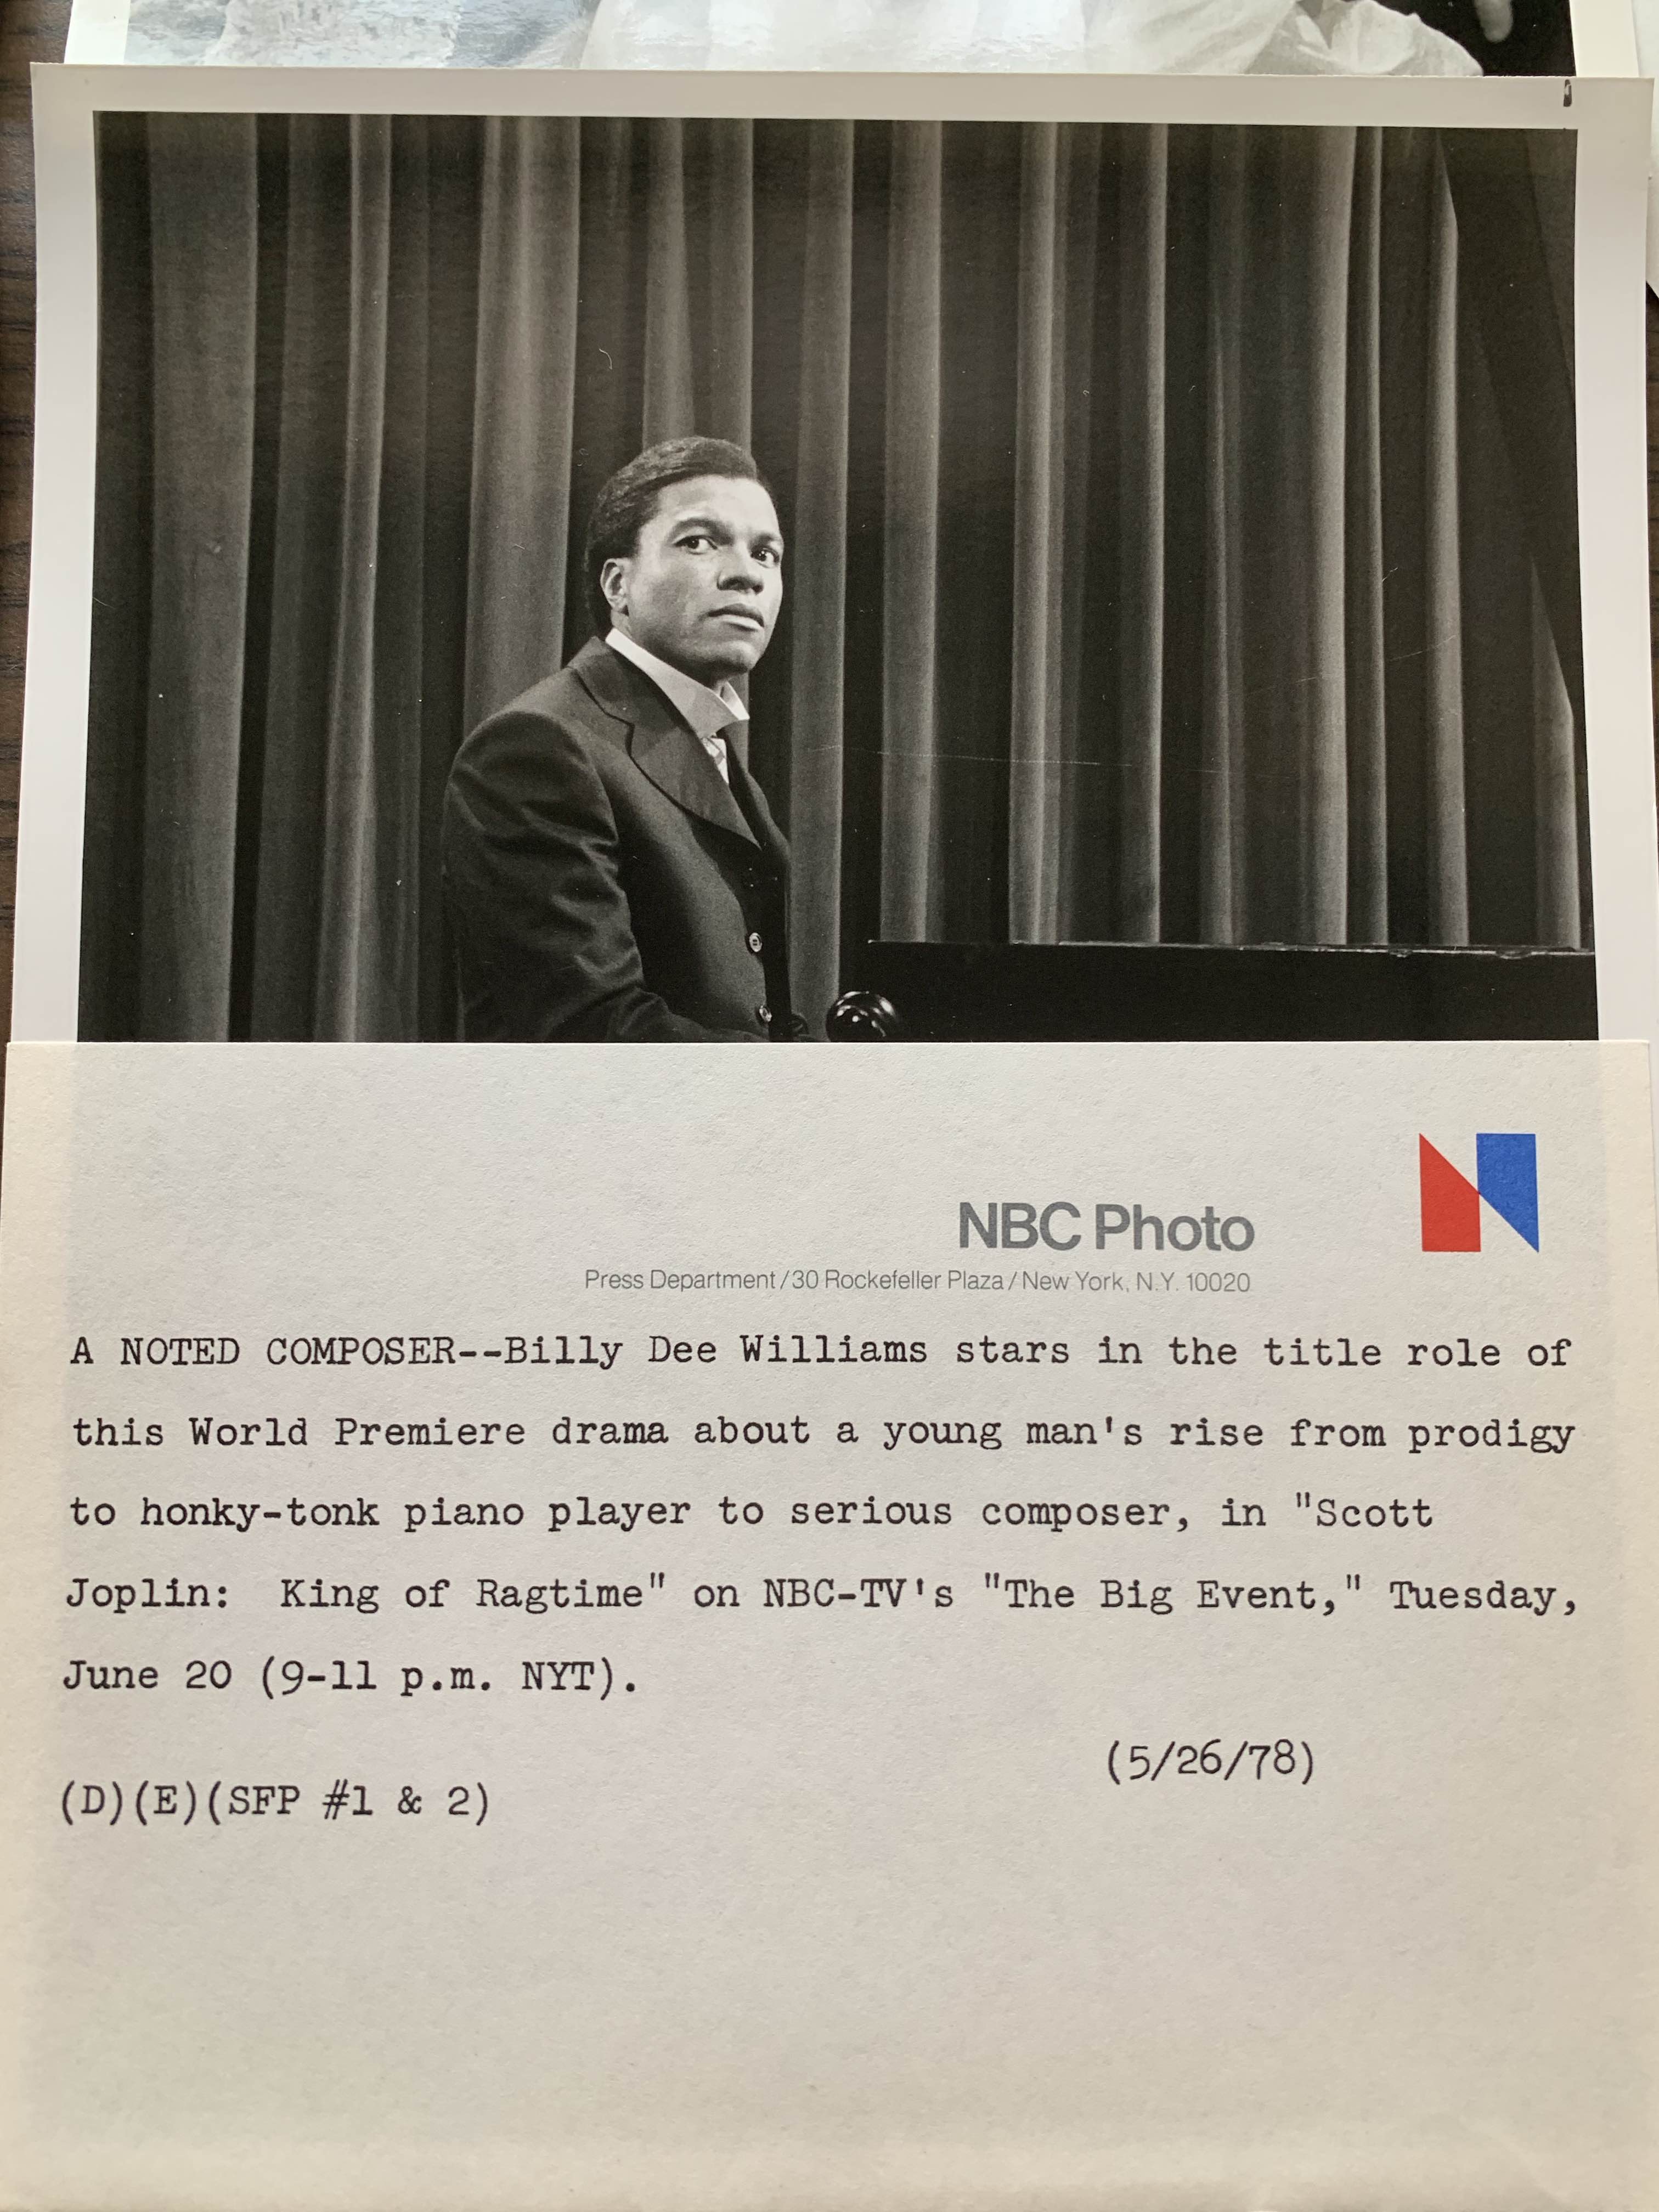 NBC Photo
Press Department/30 Rockefeller Plaza/New York, N.Y. 10020
A NOTED COMPOSER--Billy Dee Williams stars in the title role of
this World Premiere drama about a young man's rise from prodigy
to honky-tonk piano player to serious composer, in "Scott
Joplin:  King of Ragtime" on NBC-TV's "The Big Event," Tuesday,
June 20 (9-11 p.m. NYT).
(5/26/78)
(D)(E)(SFP #1 & 2)